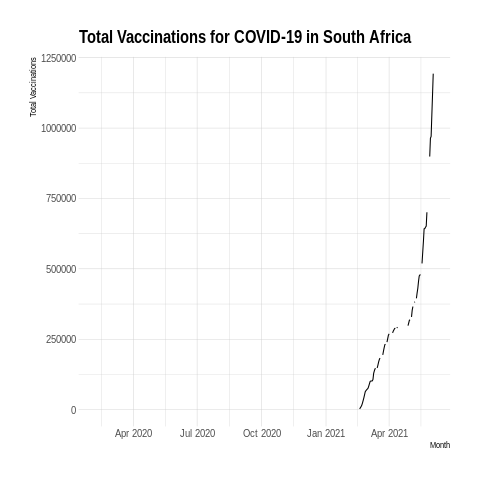 Total Vaccinations for COVID-19 in South Africa
Total Vaccinations
1250000
1000000
750000
500000
250000
0
Apr 2020 Jul 2020 Oct 2020 Jan 2021 Apr 2021
Month